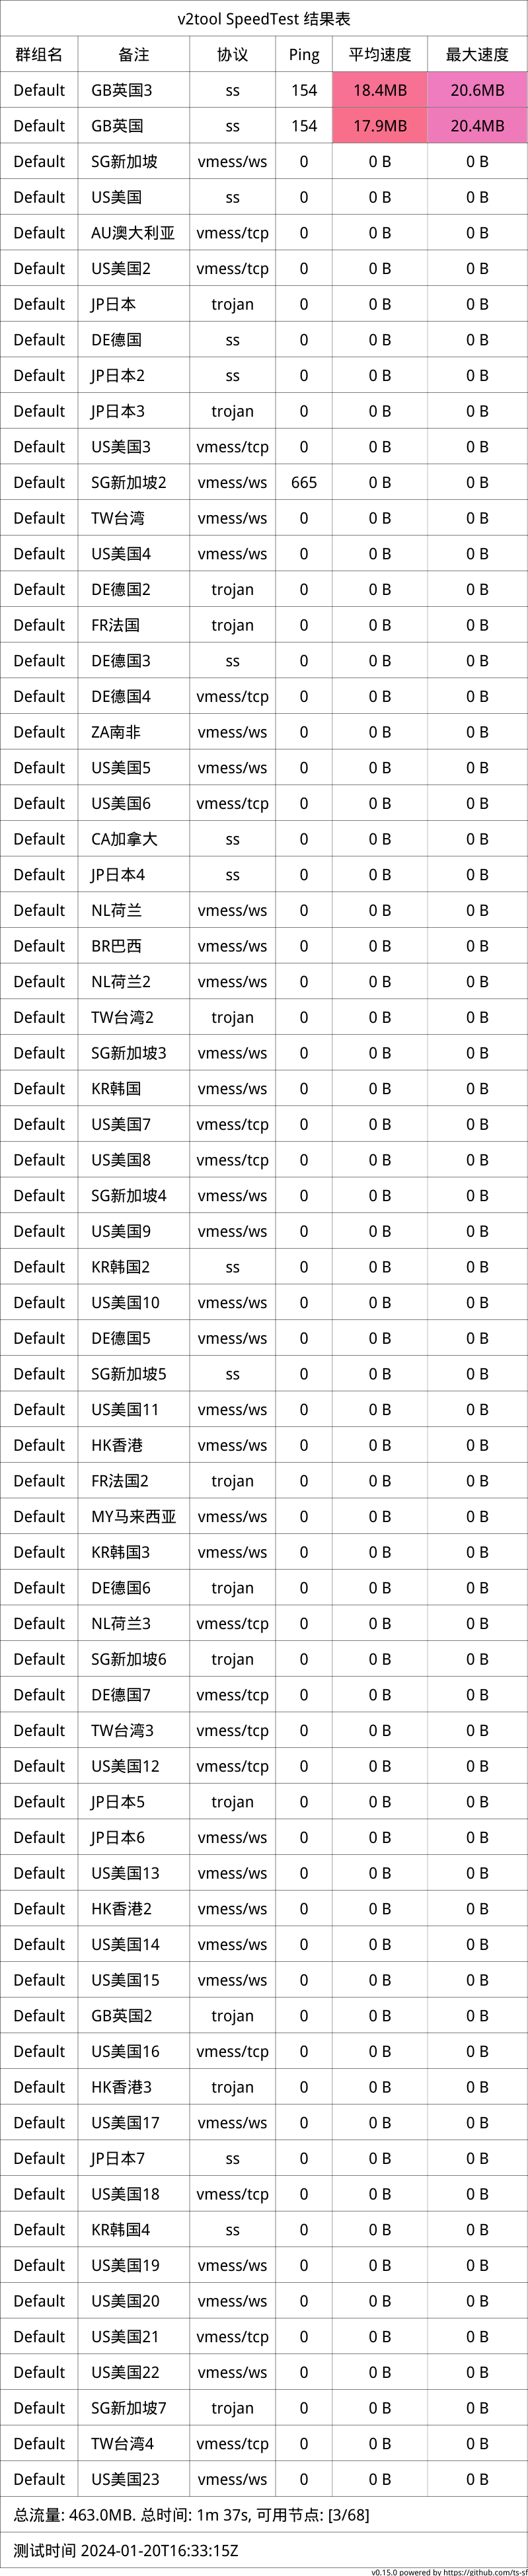 v2tool SpeedTest 结果表
群组名 备注 协议 Ping 平均速度 最大速度
Default GB英国3 ss 154 18.4MB 20.6MB
Default GB英国 ss 154 17.9MB 20.4MB
Default SG新加坡 vmess/ws 0 0 B 0 B
Default US美国 ss 0 0 B 0 B
Default AU澳大利亚 vmess/tcp 0 0 B 0 B
Default US美国2 vmess/tcp 0 0 B 0 B
Default JP日本 trojan 0 0 B 0 B
Default DE德国 ss 0 0 B 0 B
Default JP日本2 ss 0 0 B 0 B
Default JP日本3 trojan 0 0 B 0 B
Default US美国3 vmess/tcp 0 0 B 0 B
Default SG新加坡2 vmess/ws 665 0 B 0 B
Default TW台湾 vmess/ws 0 0 B 0 B
Default US美国4 vmess/ws 0 0 B 0 B
Default DE德国2 trojan 0 0 B 0 B
Default FR法国 trojan 0 0 B 0 B
Default DE德国3 ss 0 0 B 0 B
Default DE德国4 vmess/tcp 0 0 B 0 B
Default ZA南非 vmess/ws 0 0 B 0 B
Default US美国5 vmess/ws 0 0 B 0 B
Default US美国6 vmess/tcp 0 0 B 0 B
Default CA加拿大 ss 0 0 B 0 B
Default JP日本4 ss 0 0 B 0 B
Default NL荷兰 vmess/ws 0 0 B 0 B
Default BR巴西 vmess/ws 0 0 B 0 B
Default NL荷兰2 vmess/ws 0 0 B 0 B
Default TW台湾2 trojan 0 0 B 0 B
Default SG新加坡3 vmess/ws 0 0 B 0 B
Default KR韩国 vmess/ws 0 0 B 0 B
Default US美国7 vmess/tcp 0 0 B 0 B
Default US美国8 vmess/tcp 0 0 B 0 B
Default SG新加坡4 vmess/ws 0 0 B 0 B
Default US美国9 vmess/ws 0 0 B 0 B
Default KR韩国2 ss 0 0 B 0 B
Default US美国10 vmess/ws 0 0 B 0 B
Default DE德国5 vmess/ws 0 0 B 0 B
Default SG新加坡5 ss 0 0 B 0 B
Default US美国11 vmess/ws 0 0 B 0 B
Default HK香港 vmess/ws 0 0 B 0 B
Default FR法国2 trojan 0 0 B 0 B
Default MY马来西亚 vmess/ws 0 0 B 0 B
Default KR韩国3 vmess/ws 0 0 B 0 B
Default DE德国6 trojan 0 0 B 0 B
Default NL荷兰3 vmess/tcp 0 0 B 0 B
Default SG新加坡6 trojan 0 0 B 0 B
Default DE德国7 vmess/tcp 0 0 B 0 B
Default TW台湾3 vmess/tcp 0 0 B 0 B
Default US美国12 vmess/tcp 0 0 B 0 B
Default JP日本5 trojan 0 0 B 0 B
Default JP日本6 vmess/ws 0 0 B 0 B
Default US美国13 vmess/ws 0 0 B 0 B
Default HK香港2 vmess/ws 0 0 B 0 B
Default US美国14 vmess/ws 0 0 B 0 B
Default US美国15 vmess/ws 0 0 B 0 B
Default GB英国2 trojan 0 0 B 0 B
Default US美国16 vmess/tcp 0 0 B 0 B
Default HK香港3 trojan 0 0 B 0 B
Default US美国17 vmess/ws 0 0 B 0 B
Default JP日本7 ss 0 0 B 0 B
Default US美国18 vmess/tcp 0 0 B 0 B
Default KR韩国4 ss 0 0 B 0 B
Default US美国19 vmess/ws 0 0 B 0 B
Default US美国20 vmess/ws 0 0 B 0 B
Default US美国21 vmess/tcp 0 0 B 0 B
Default US美国22 vmess/ws 0 0 B 0 B
Default SG新加坡7 trojan 0 0 B 0 B
Default TW台湾4 vmess/tcp 0 0 B 0 B
Default US美国23 vmess/ws 0 0 B 0 B
总流量: 463.0MB. 总时间: 1m 37s, 可用节点: [3/68]
测试时间 2024-01-20T16:33:15Z
v0.15.0 powered by https://github.com/ts-sf